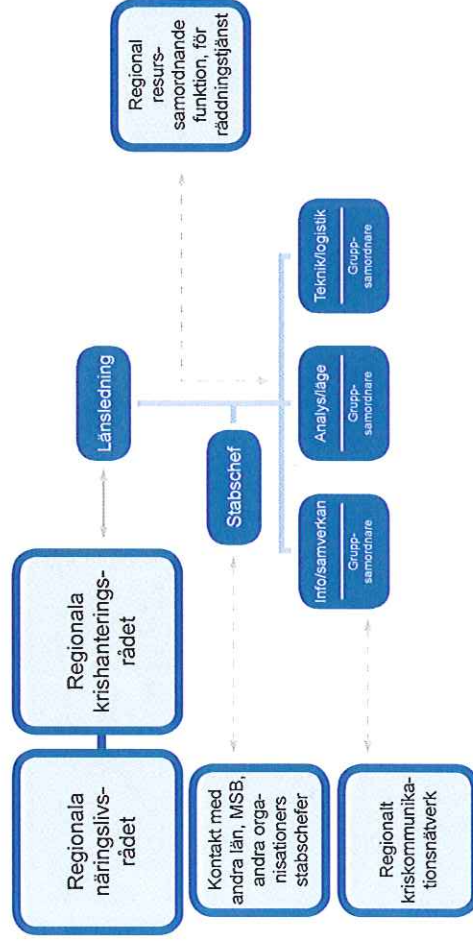 Regionala
näringslivs-
rådet
Regionala
krishanterings-
rådet
Länsledning
Regional
resurs-
samordnande
funktion, för
räddningstjänst
Stabschef
Kontakt med
andra län, MSB,
andra orga-
nisationers
stabschefer
Info/samverkan
Grupp-
samordnare
Analys/läge
Grupp-
samordnare
Teknik/logistik
Grupp-
samordnare
Regionalt
kriskommunika-
tionsnätverk